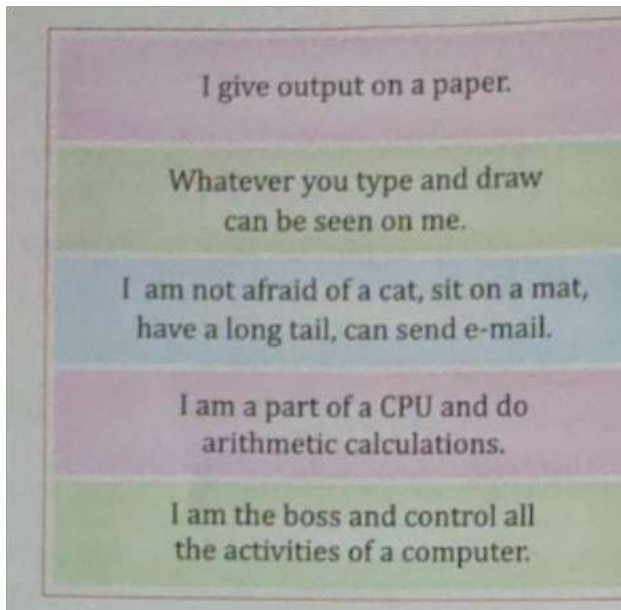 I give output on a paper.
Whatever you type and draw
can be seen on me.
I am not afraid of a cat, sit on a mat,
have a long tail, can send e-mail.
I am a part of a CPU and do
arithmetic calculations.
I am the boss and control all
the activities of a computer.